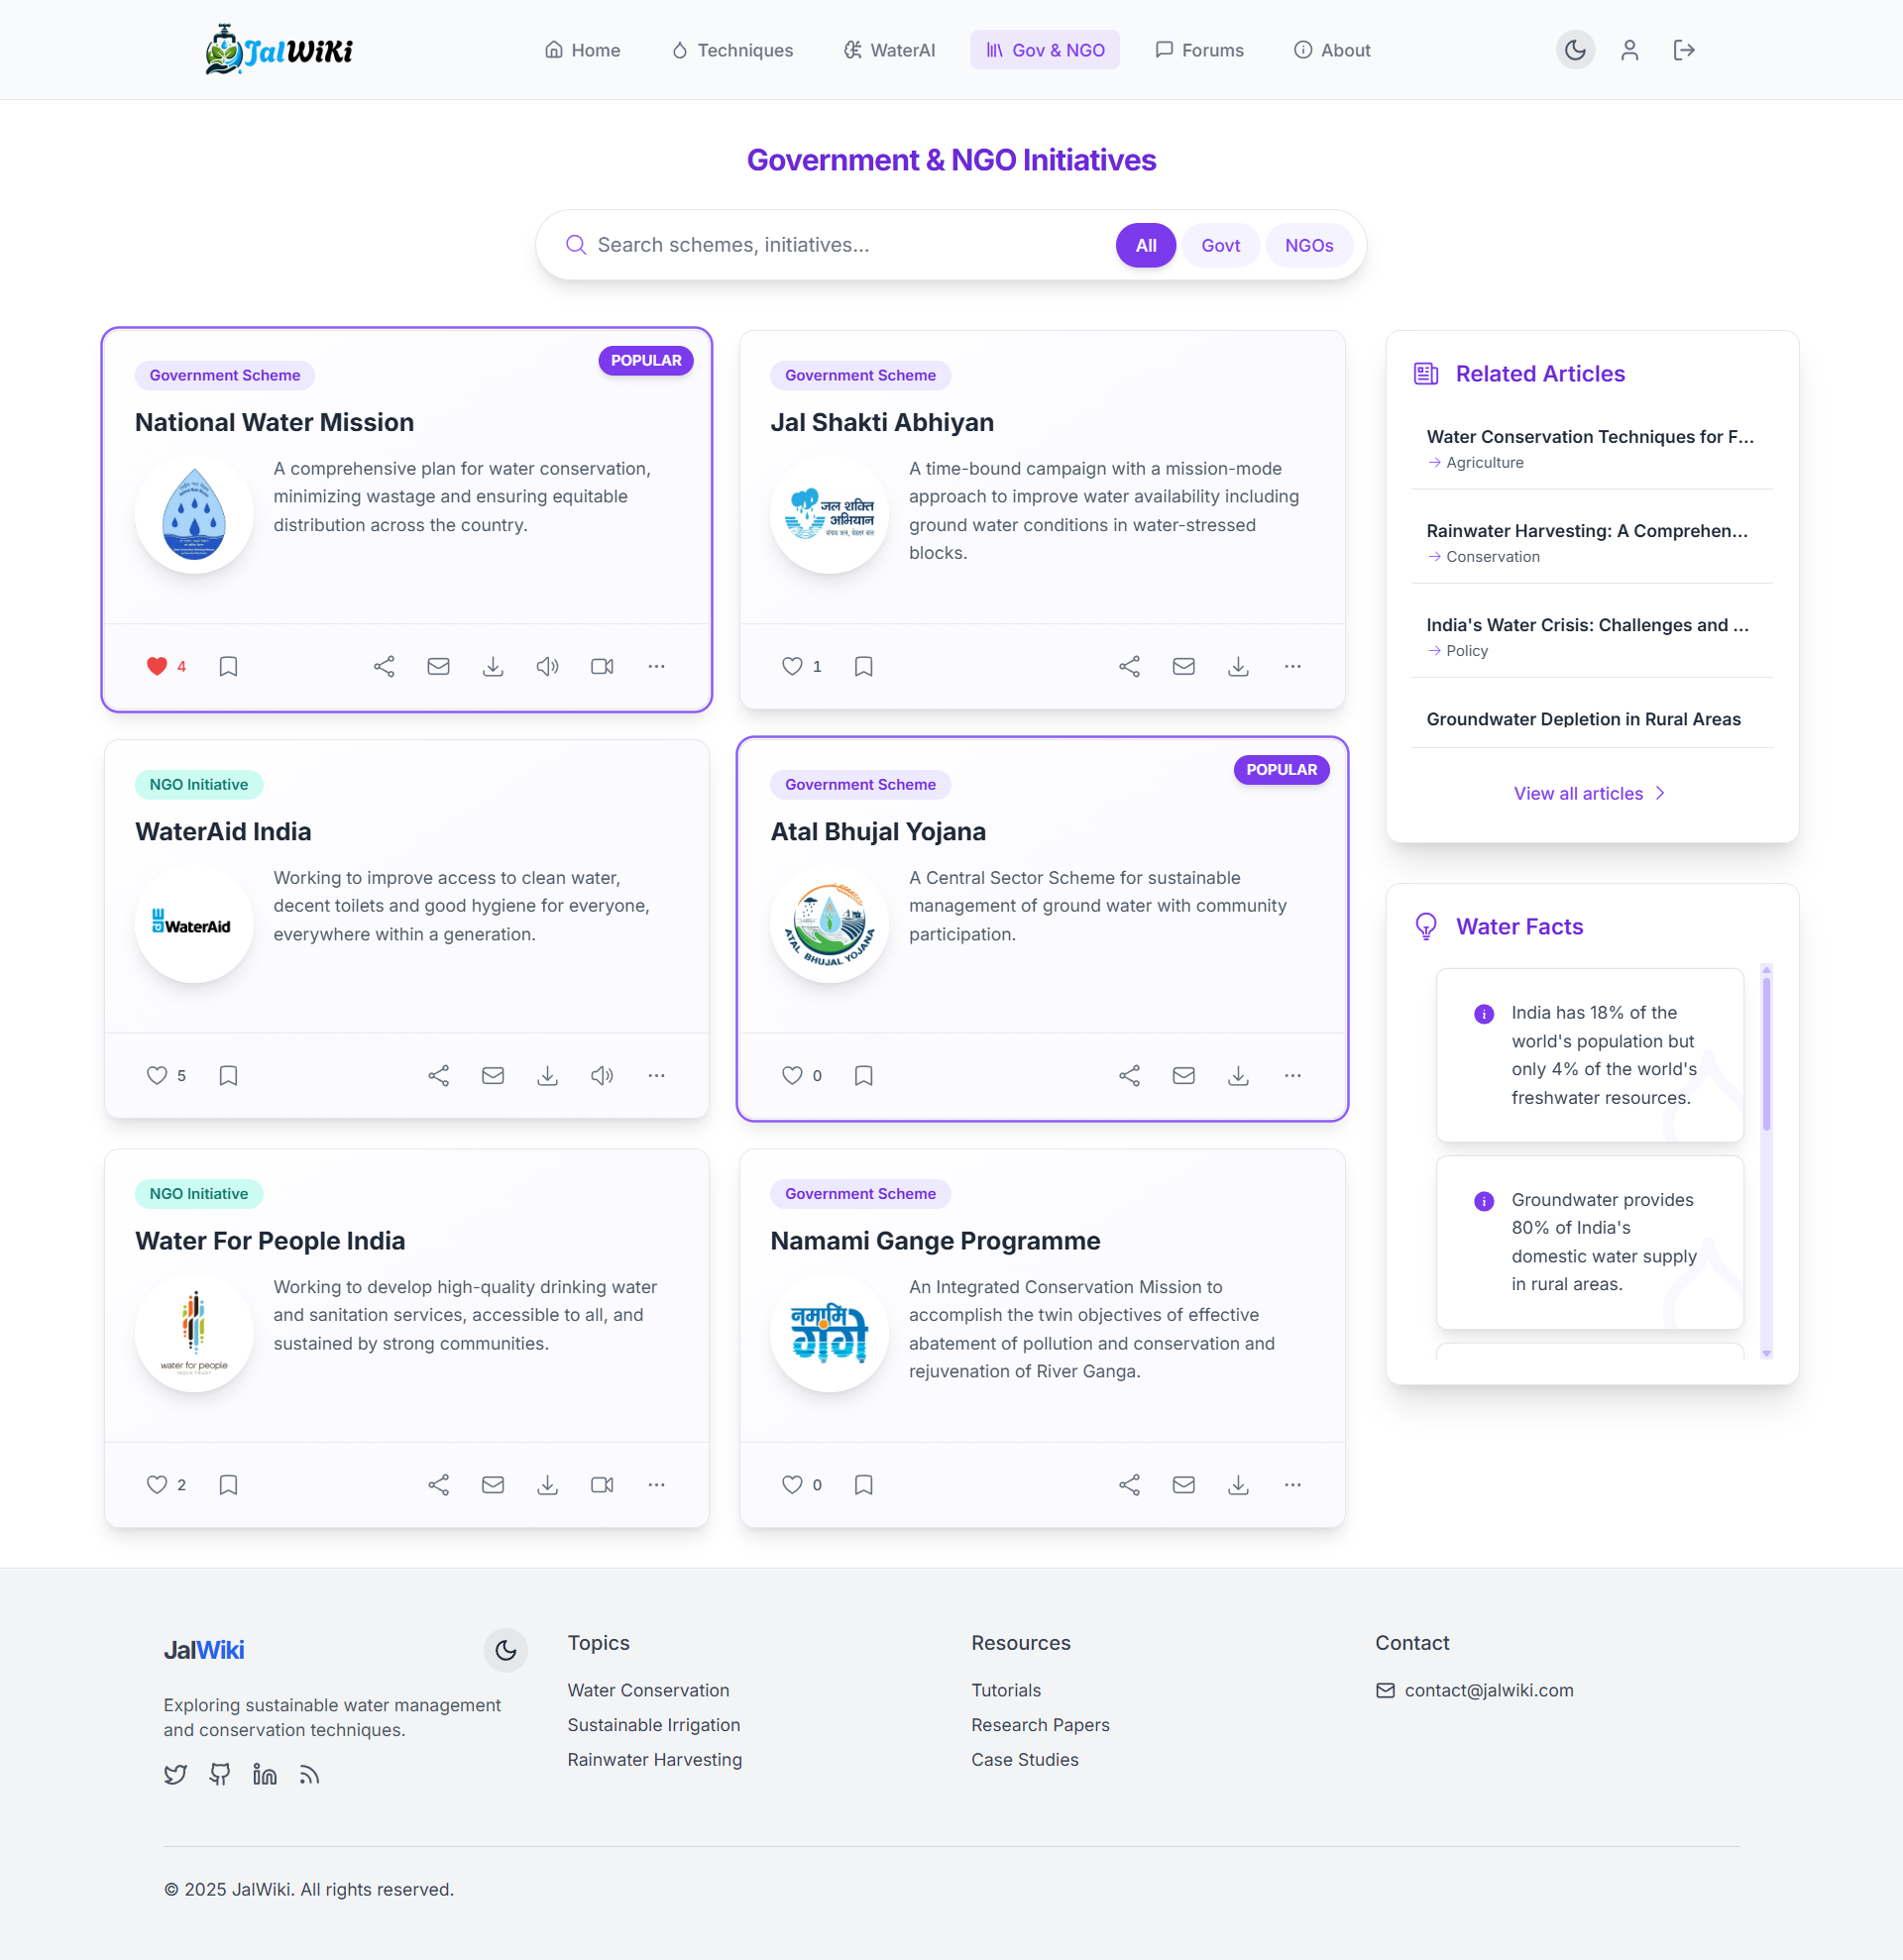 JalWiKi
Home
Techniques
WaterAI
Gov & NGO
Forums
About
Government & NGO Initiatives
Search schemes, initiatives...
All
Govt
NGOs
Government Scheme
POPULAR
National Water Mission
A comprehensive plan for water conservation,
minimizing wastage and ensuring equitable
distribution across the country.
4
Government Scheme
Jal Shakti Abhiyan
जल शक्ति
अभियान
संचय जल, बेहतर कल
A time-bound campaign with a mission-mode
approach to improve water availability including
ground water conditions in water-stressed
blocks.
1
NGO Initiative
WaterAid India
WaterAid
Working to improve access to clean water,
decent toilets and good hygiene for everyone,
everywhere within a generation.
5
Government Scheme
POPULAR
Atal Bhujal Yojana
ATAL BHUJAL YOJANA
A Central Sector Scheme for sustainable
management of ground water with community
participation.
0
NGO Initiative
Water For People India
water for people
INDIA TRUST
Working to develop high-quality drinking water
and sanitation services, accessible to all, and
sustained by strong communities.
2
Government Scheme
Namami Gange Programme
नमामि
गंगे
An Integrated Conservation Mission to
accomplish the twin objectives of effective
abatement of pollution and conservation and
rejuvenation of River Ganga.
0
Related Articles
Water Conservation Techniques for F...
Agriculture
Rainwater Harvesting: A Comprehen...
Conservation
India's Water Crisis: Challenges and ...
Policy
Groundwater Depletion in Rural Areas
View all articles
Water Facts
India has 18% of the
world's population but
only 4% of the world's
freshwater resources.
Groundwater provides
80% of India's
domestic water supply
in rural areas.
JalWiki
Exploring sustainable water management
and conservation techniques.
Topics
Water Conservation
Sustainable Irrigation
Rainwater Harvesting
Resources
Tutorials
Research Papers
Case Studies
Contact
contact@jalwiki.com
© 2025 JalWiki. All rights reserved.